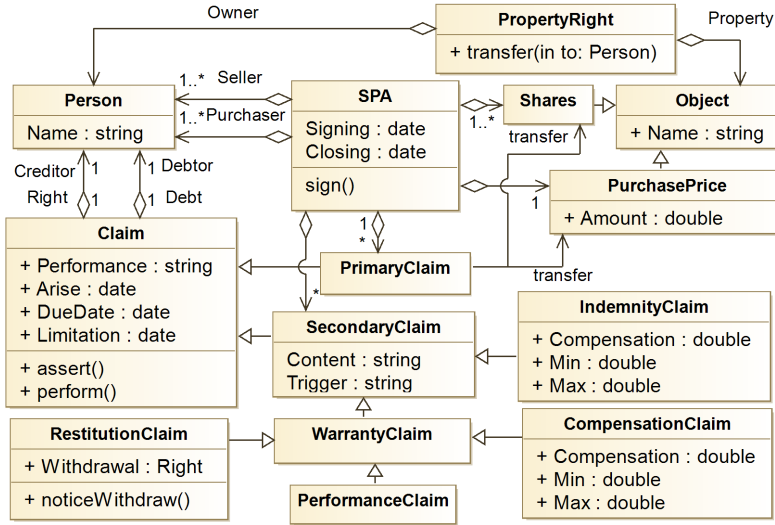 Owner
PropertyRight
+ transfer(in to: Person)
Property
Person
Name : string
1..* Seller
1..* Purchaser
SPA
Signing : date
Closing : date
sign()
1..*
Shares
transfer
Object
+ Name : string
Creditor
1
1
Debtor
Right
1
1
Debt
1
PurchasePrice
+ Amount : double
Claim
+ Performance : string
+ Arise : date
+ DueDate : date
+ Limitation : date
+ assert()
+ perform()
1
*
PrimaryClaim
transfer
*
SecondaryClaim
Content : string
Trigger : string
IndemnityClaim
+ Compensation : double
+ Min : double
+ Max : double
RestitutionClaim
+ Withdrawal : Right
+ noticeWithdraw()
WarrantyClaim
CompensationClaim
+ Compensation : double
+ Min : double
+ Max : double
PerformanceClaim